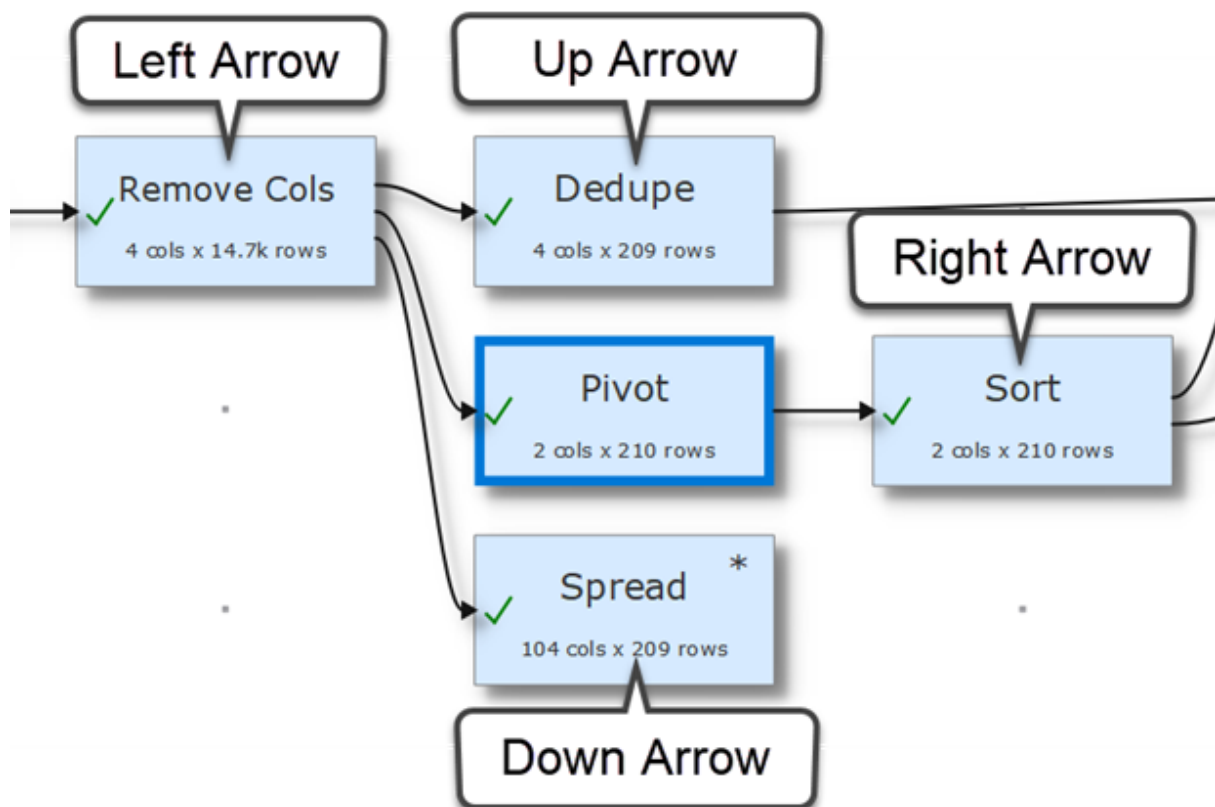 Left Arrow
Up Arrow
Remove Cols
4 cols x 14.7k rows
Dedupe
4 cols x 209 rows
Right Arrow
Pivot
2 cols x 210 rows
Sort
2 cols x 210 rows
Spread *
104 cols x 209 rows
Down Arrow